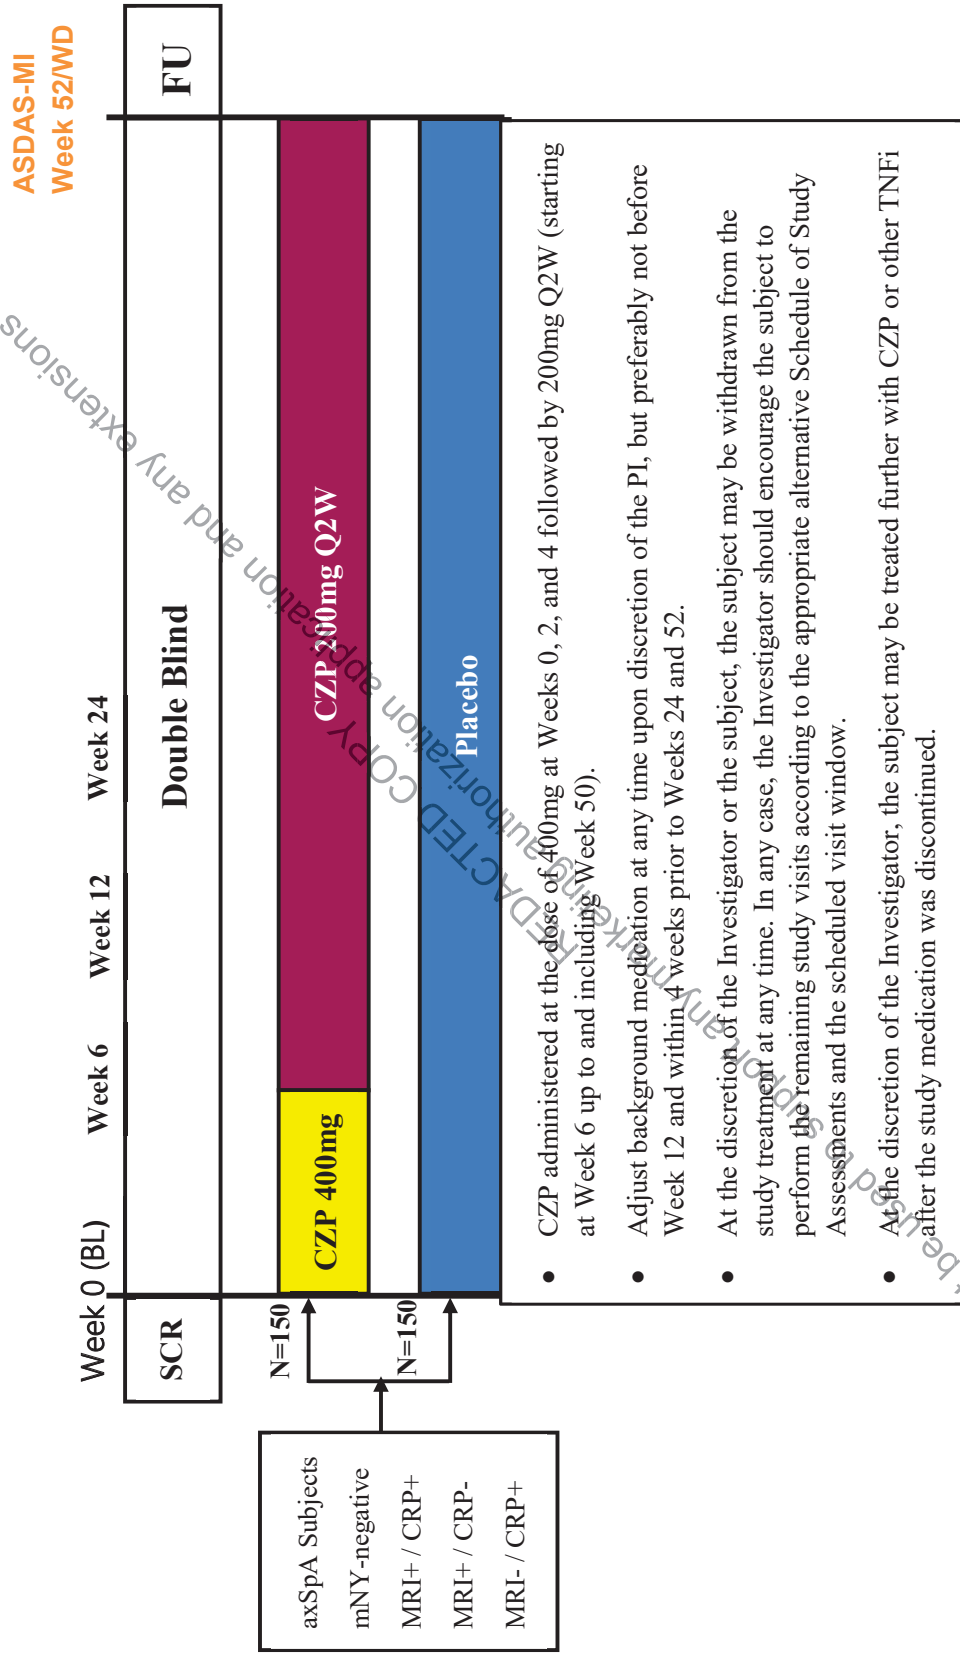 ASDAS-MI
Week 52/WD
Week 0 (BL)
Week 6
Week 12
Week 24
SCR
Double Blind
FU
axSpA Subjects
mNY-negative
MRI+ / CRP+
MRI+ / CRP-
MRI- / CRP+
N=150
CZP 400mg
CZP 200mg Q2W
N=150
Placebo
• CZP administered at the dose of 400mg at Weeks 0, 2, and 4 followed by 200mg Q2W (starting
at Week 6 up to and including Week 50).
• Adjust background medication at any time upon discretion of the PI, but preferably not before
Week 12 and within 4 weeks prior to Weeks 24 and 52.
• At the discretion of the Investigator or the subject, the subject may be withdrawn from the
study treatment at any time. In any case, the Investigator should encourage the subject to
perform the remaining study visits according to the appropriate alternative Schedule of Study
Assessments and the scheduled visit window.
• At the discretion of the Investigator, the subject may be treated further with CZP or other TNFi
after the study medication was discontinued.
REDACTED COPY
be used to support any marketing authorization application and any extensions